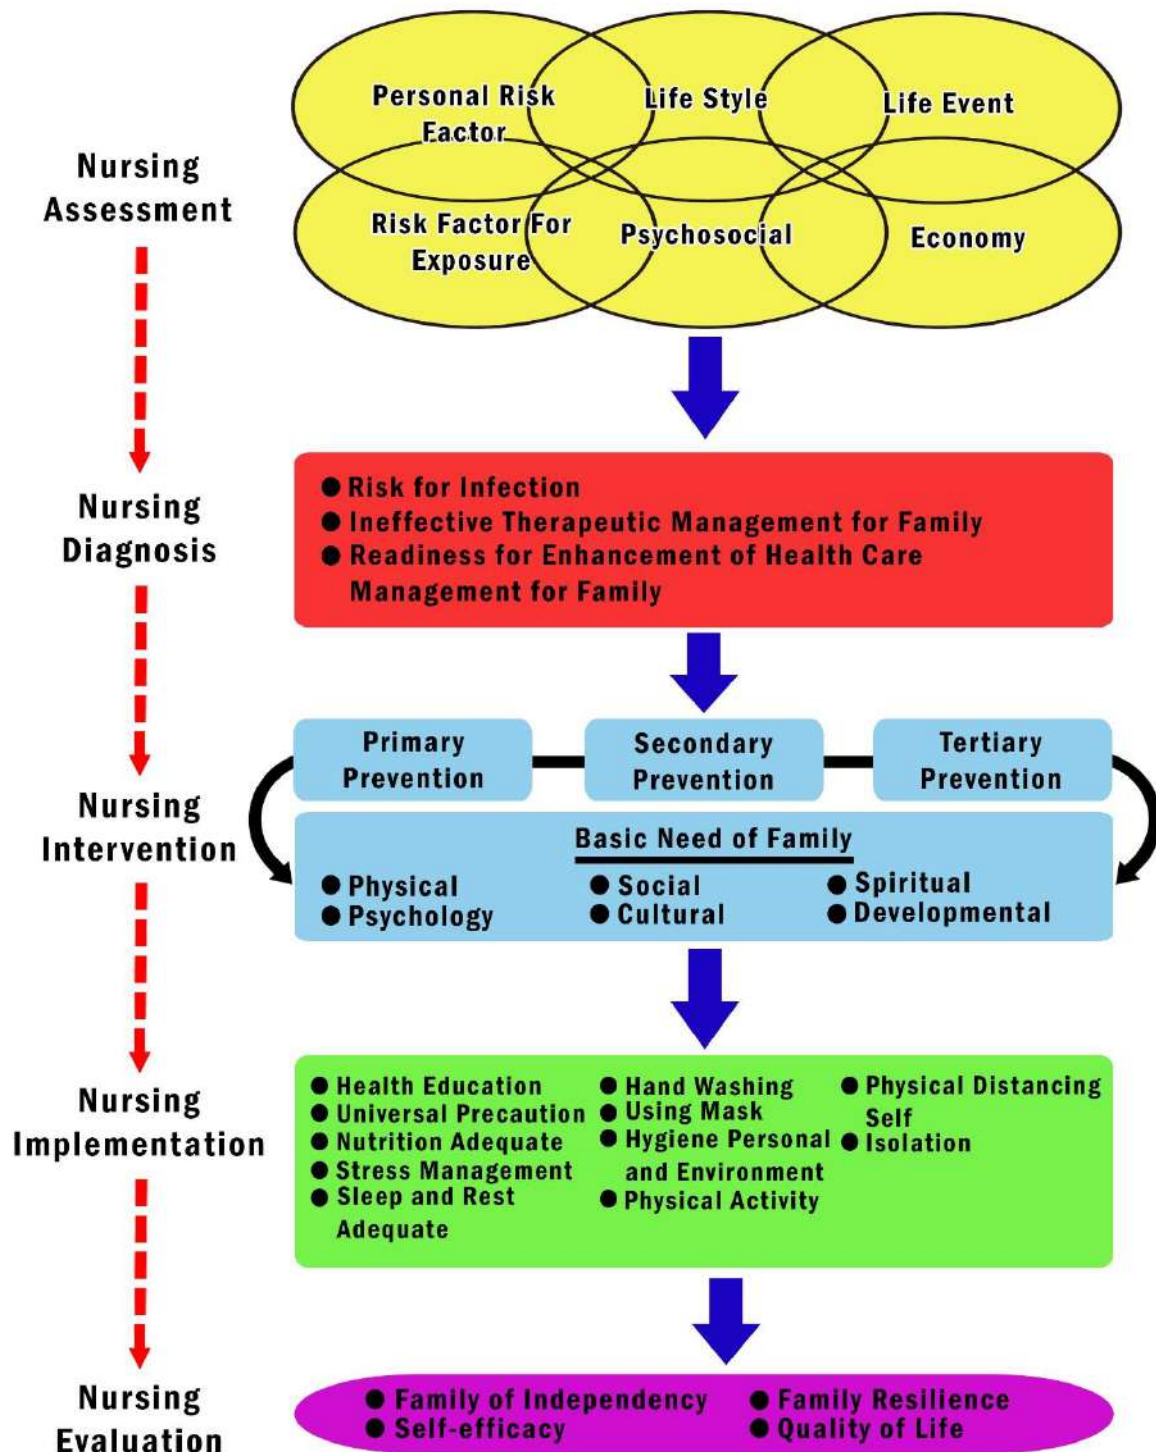 Nursing
Assessment
Personal Risk
Factor
Life Style
Life Event
Risk Factor For
Exposure
Psychosocial
Economy
Nursing
Diagnosis
● Risk for Infection
● Ineffective Therapeutic Management for Family
● Readiness for Enhancement of Health Care
Management for Family
Nursing
Intervention
Primary
Prevention
Secondary
Prevention
Tertiary
Prevention
Basic Need of Family
● Physical
● Psychology
● Social
● Cultural
● Spiritual
● Developmental
Nursing
Implementation
● Health Education
● Universal Precaution
● Nutrition Adequate
● Stress Management
● Sleep and Rest
Adequate
● Hand Washing
● Using Mask
● Hygiene Personal
and Environment
● Physical Activity
● Physical Distancing
Self
● Isolation
Nursing
Evaluation
● Family of Independency
● Self-efficacy
● Family Resilience
● Quality of Life